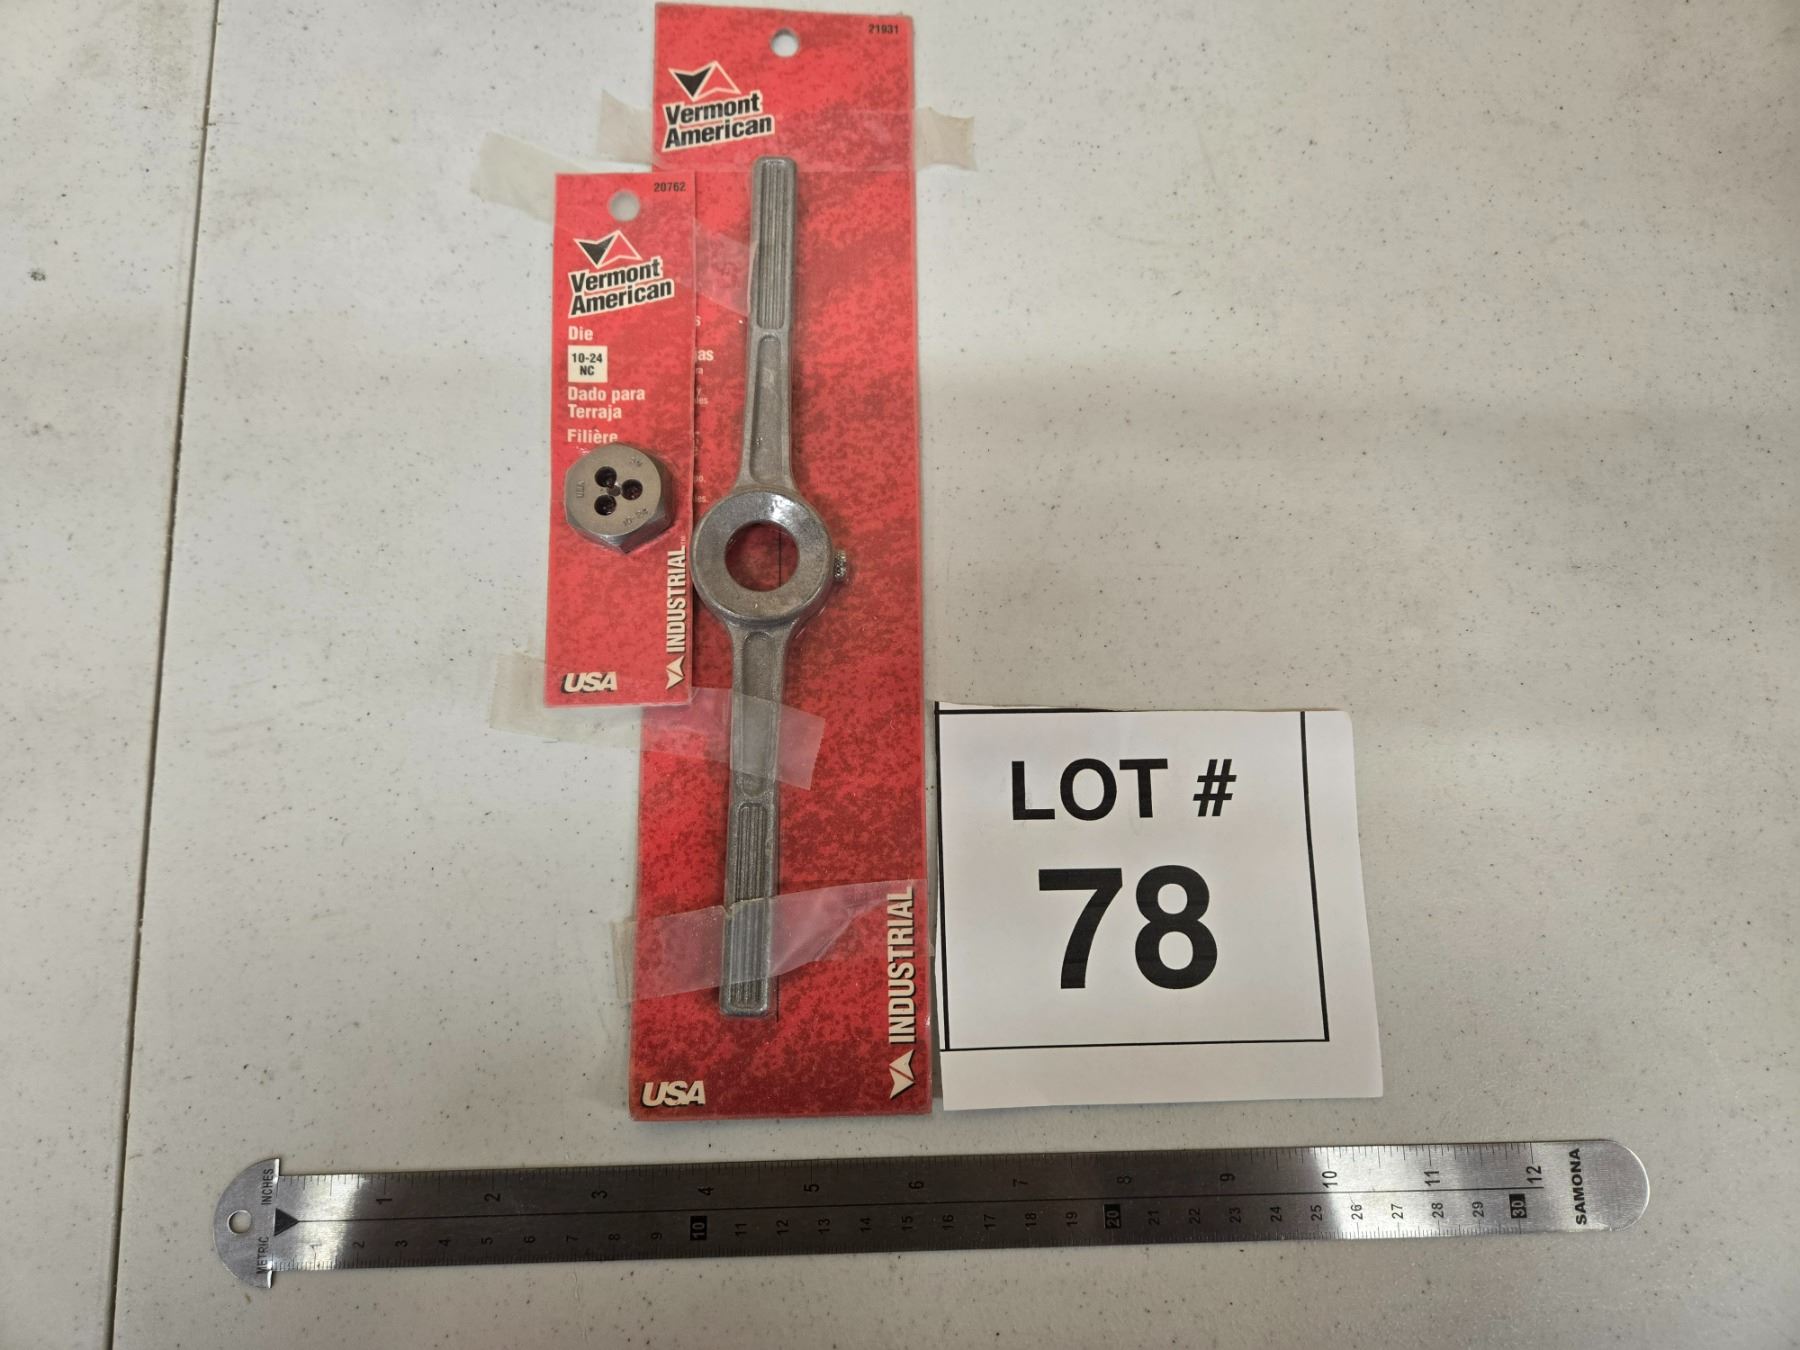 21931
Vermont
American
20762
Vermont
American
Die
10-24
NC
Dado para
Terraja
Filière
USA
10-24
INDUSTRIAL
USA
INDUSTRIAL
USA
LOT #
78
INCHES
1 2 3 4 5 6 7 8 9 10 11 12
METRIC
1 2 3 4 5 6 7 8 9 10 11 12 13 14 15 16 17 18 19 20 21 22 23 24 25 26 27 28 29 30
SAMONA